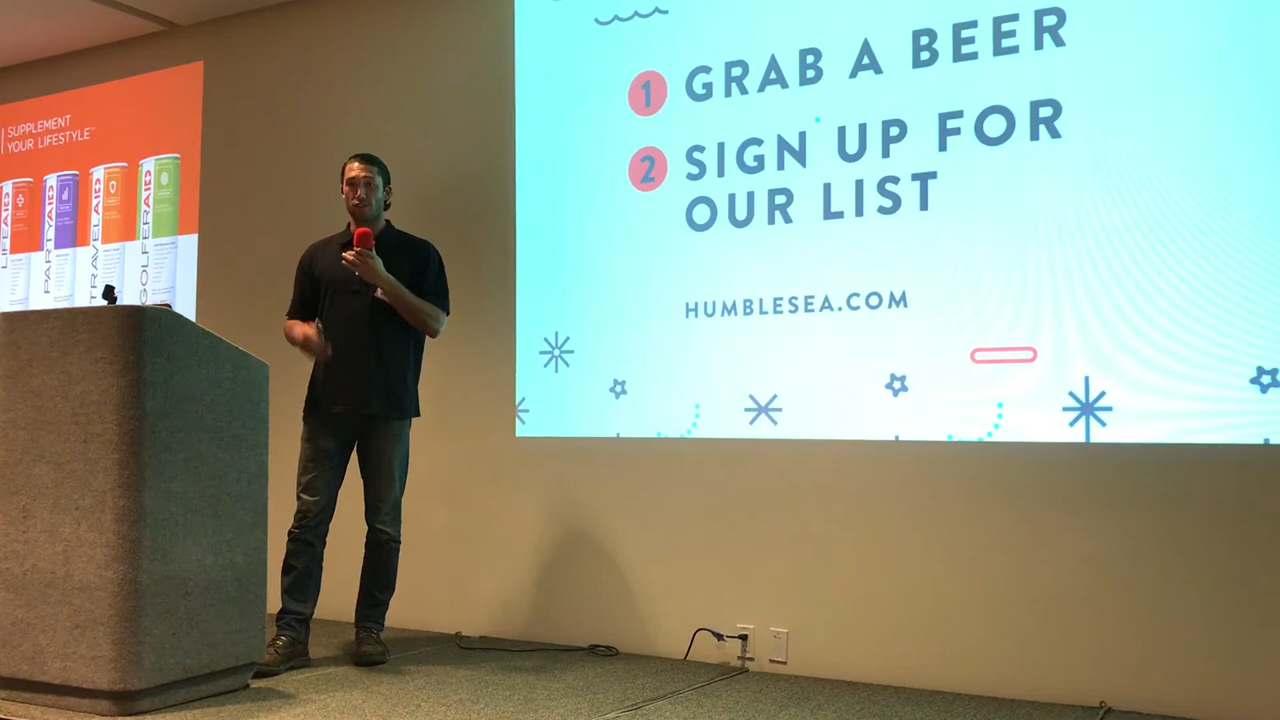 SUPPLEMENT
YOUR LIFESTYLE™
LIFEAID
PARTYAID
TRAVELAID
GOLFERAID
1 GRAB A BEER
2 SIGN UP FOR
OUR LIST
HUMBLESEA.COM